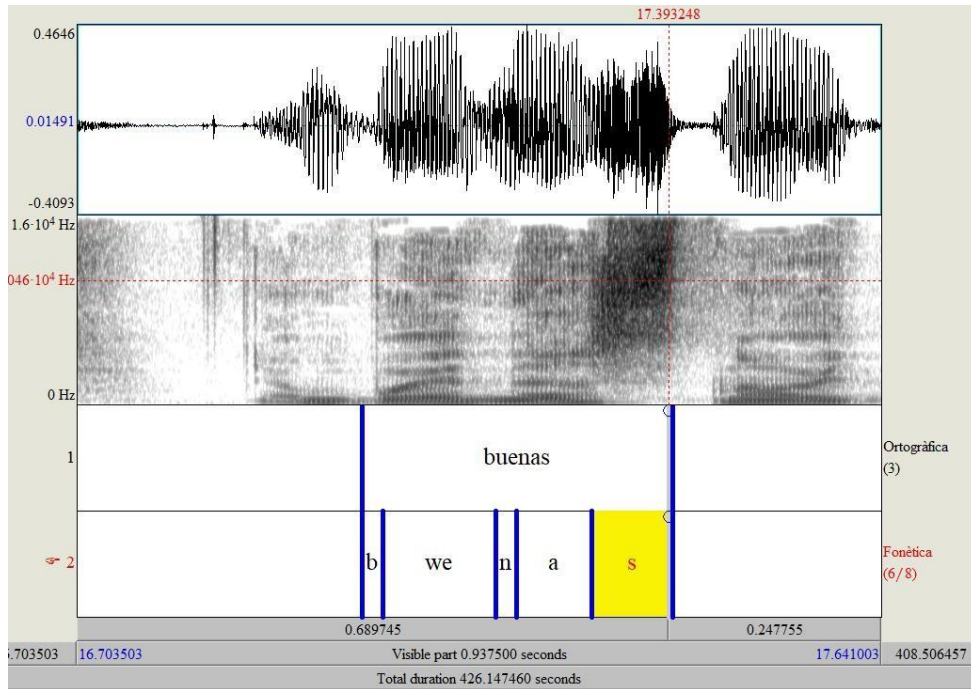 17.393248
0.4646
0.01491
-0.4093
1.6·10⁴ Hz
046·10⁴ Hz
0 Hz
1
buenas
Ortogràfica
(3)
2
b we n a s
Fonètica
(6/8)
0.689745 0.247755
.703503 16.703503 Visible part 0.937500 seconds 17.641003 408.506457
Total duration 426.147460 seconds